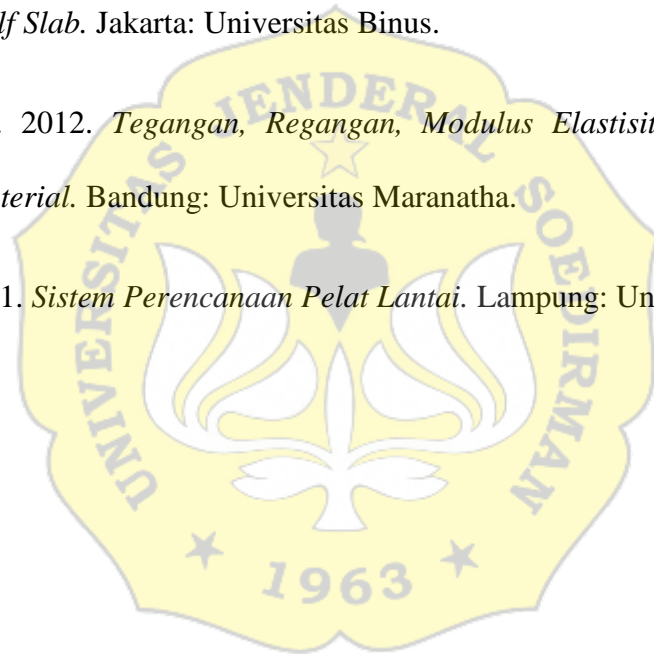 lf Slab. Jakarta: Universitas Binus.
. 2012. Tegangan, Regangan, Modulus Elastisit
terial. Bandung: Universitas Maranatha.
1. Sistem Perencanaan Pelat Lantai. Lampung: Un
UNIVERSITAS JENDERAL SOEDIRMAN
1963